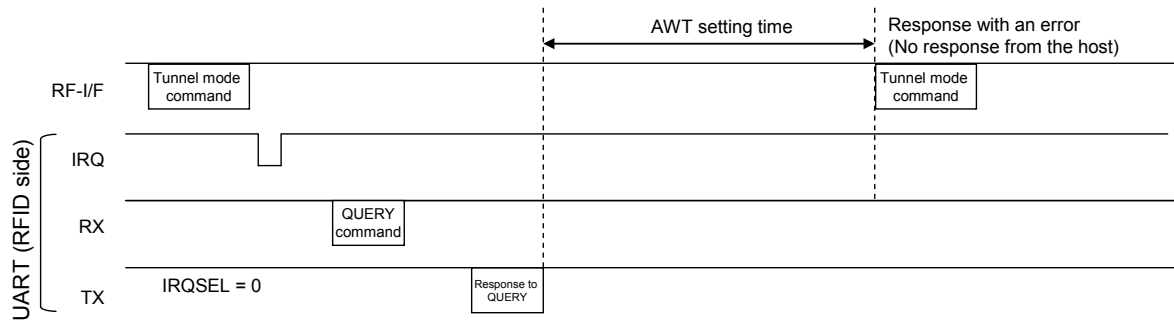 AWT setting time
Response with an error
(No response from the host)
RF-I/F
Tunnel mode
command
Tunnel mode
command
UART (RFID side)
IRQ
RX
QUERY
command
TX
IRQSEL = 0
Response to
QUERY